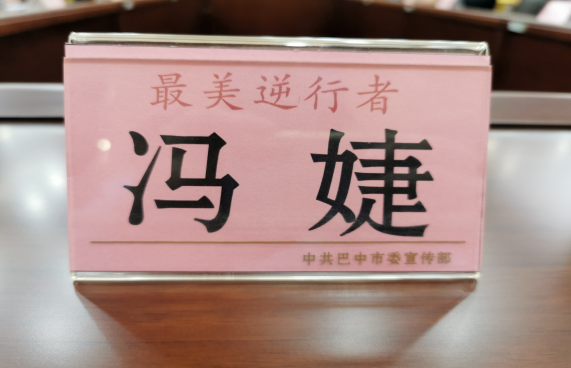 最美逆行者
冯 婕
中共巴中市委宣传部